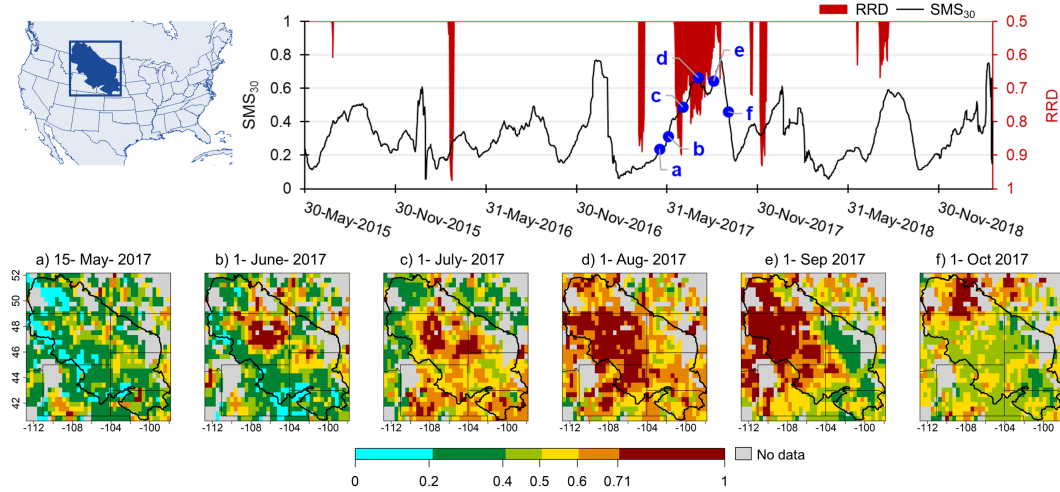 RRD SMS30
1 0.5
0.8 0.6
0.6 0.7
0.4 0.8
0.2 0.9
0 1
SMS30
RRD
a
b
c
d
e
f
30-May-2015
30-Nov-2015
31-May-2016
30-Nov-2016
31-May-2017
30-Nov-2017
31-May-2018
30-Nov-2018
a) 15- May- 2017 b) 1- June- 2017 c) 1- July- 2017 d) 1- Aug- 2017 e) 1- Sep 2017 f) 1- Oct 2017
52
50
48
46
44
42
-112 -108 -104 -100 -112 -108 -104 -100 -112 -108 -104 -100 -112 -108 -104 -100 -112 -108 -104 -100 -112 -108 -104 -100
No data
0 0.2 0.4 0.5 0.6 0.71 1